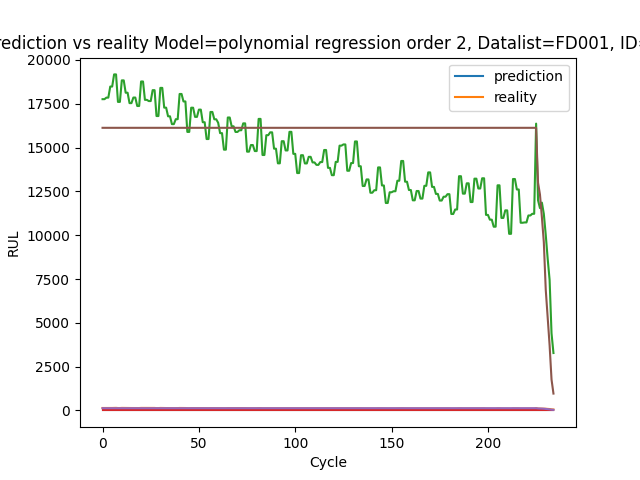 rediction vs reality Model=polynomial regression order 2, Datalist=FD001, ID=
20000
17500
15000
12500
10000
7500
5000
2500
0
RUL
prediction
reality
0 50 100 150 200
Cycle